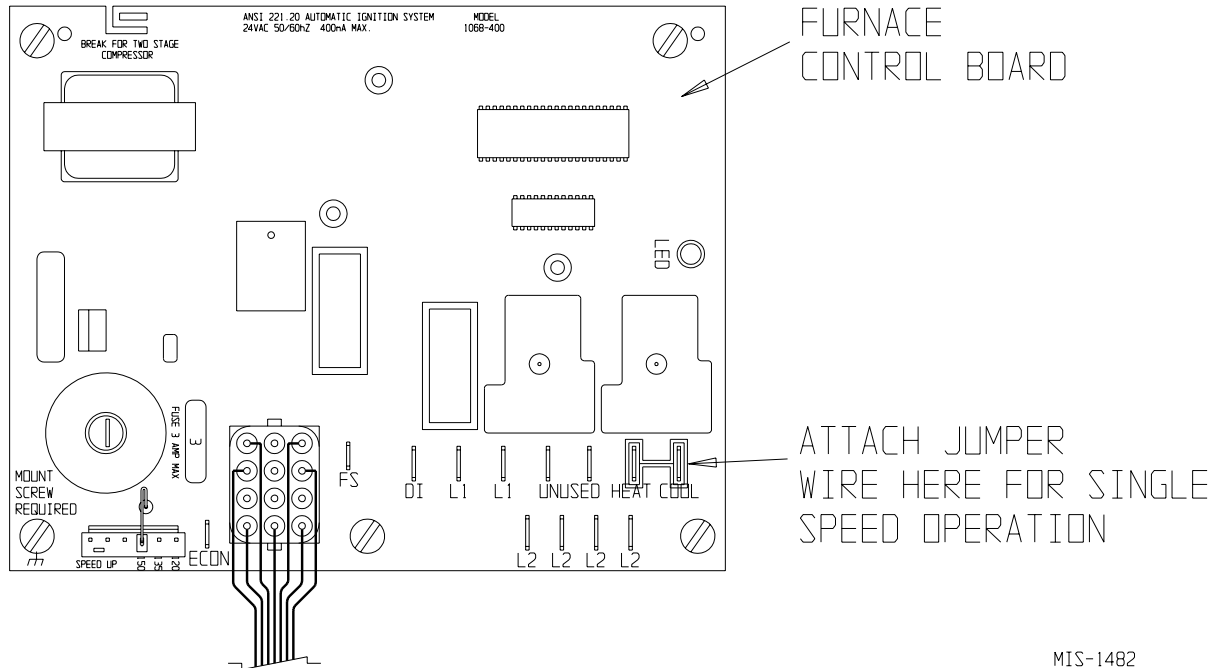 ANSI 221.20 AUTOMATIC IGNITION SYSTEM
24VAC 50/60hZ 400mA MAX.
MODEL
1068-400
BREAK FOR TWO STAGE
COMPRESSOR
FURNACE
CONTROL BOARD
LED
FUSE 3 AMP MAX
3
MOUNT
SCREW
REQUIRED
FS
DI L1 L1 UNUSED HEAT COOL
ATTACH JUMPER
WIRE HERE FOR SINGLE
SPEED OPERATION
SPEED UP 150 135 120
ECON
L2 L2 L2 L2
MIS-1482